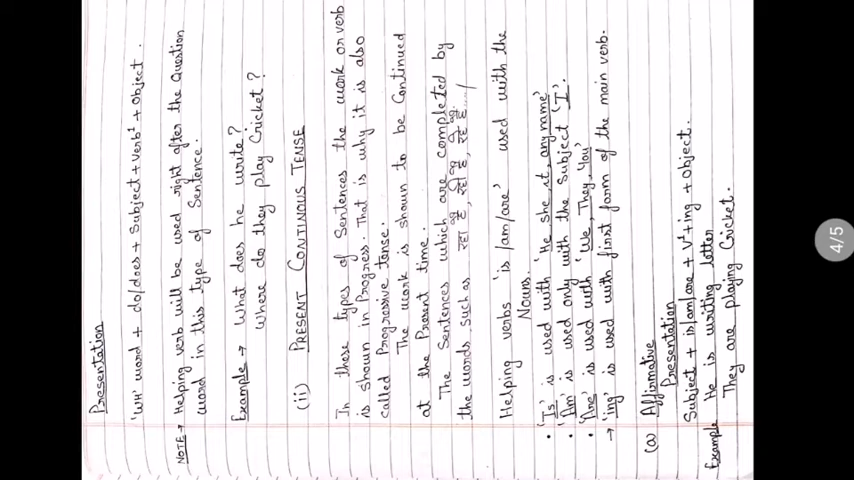 Presentation
'WH' word + do/does + Subject + Verb¹ + Object.
NOTE → Helping verb will be used right after the Question
word in this type of Sentence.
Example → What does he write?
Where do they play Cricket?
(ii) PRESENT CONTINOUS TENSE
In these types of Sentences the work or verb
is shown in Progress. That is why it is also
called Progressive tense.
The work is shown to be Continued
at the Present time.
The Sentences which are completed by
the words such as रहा है, रही है, रहे हैं.../
Helping verbs 'is/am/are' used with the
Nouns.
• 'Is' is used with 'He, she, it, any name'
• 'Am' is used only with the Subject 'I'.
• 'Are' is used with 'We, They, You'
→ 'ing' is used with first form of the main verb.
(a) Affirmative
Presentation
Subject + is/am/are + V¹+ing + Object.
Example He is writing letter
They are playing Cricket.
4/5